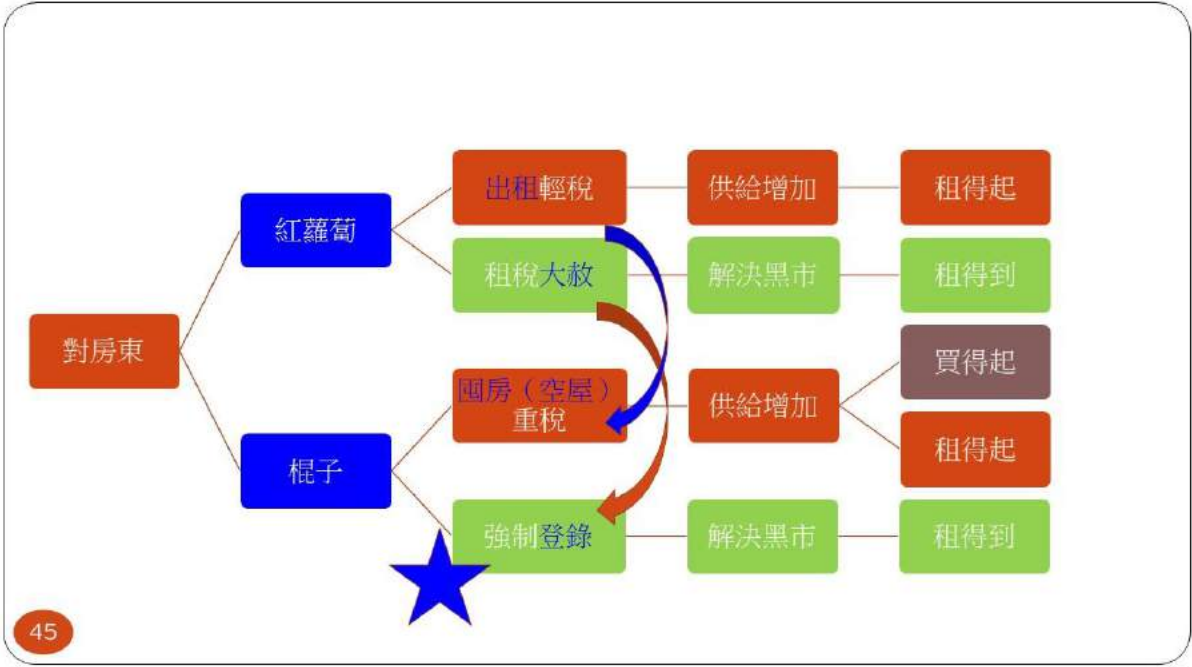 對房東
紅蘿蔔
出租輕稅
供給增加
租得起
租稅大赦
解決黑市
租得到
棍子
囤房（空屋）
重稅
供給增加
買得起
租得起
強制登錄
解決黑市
租得到
45